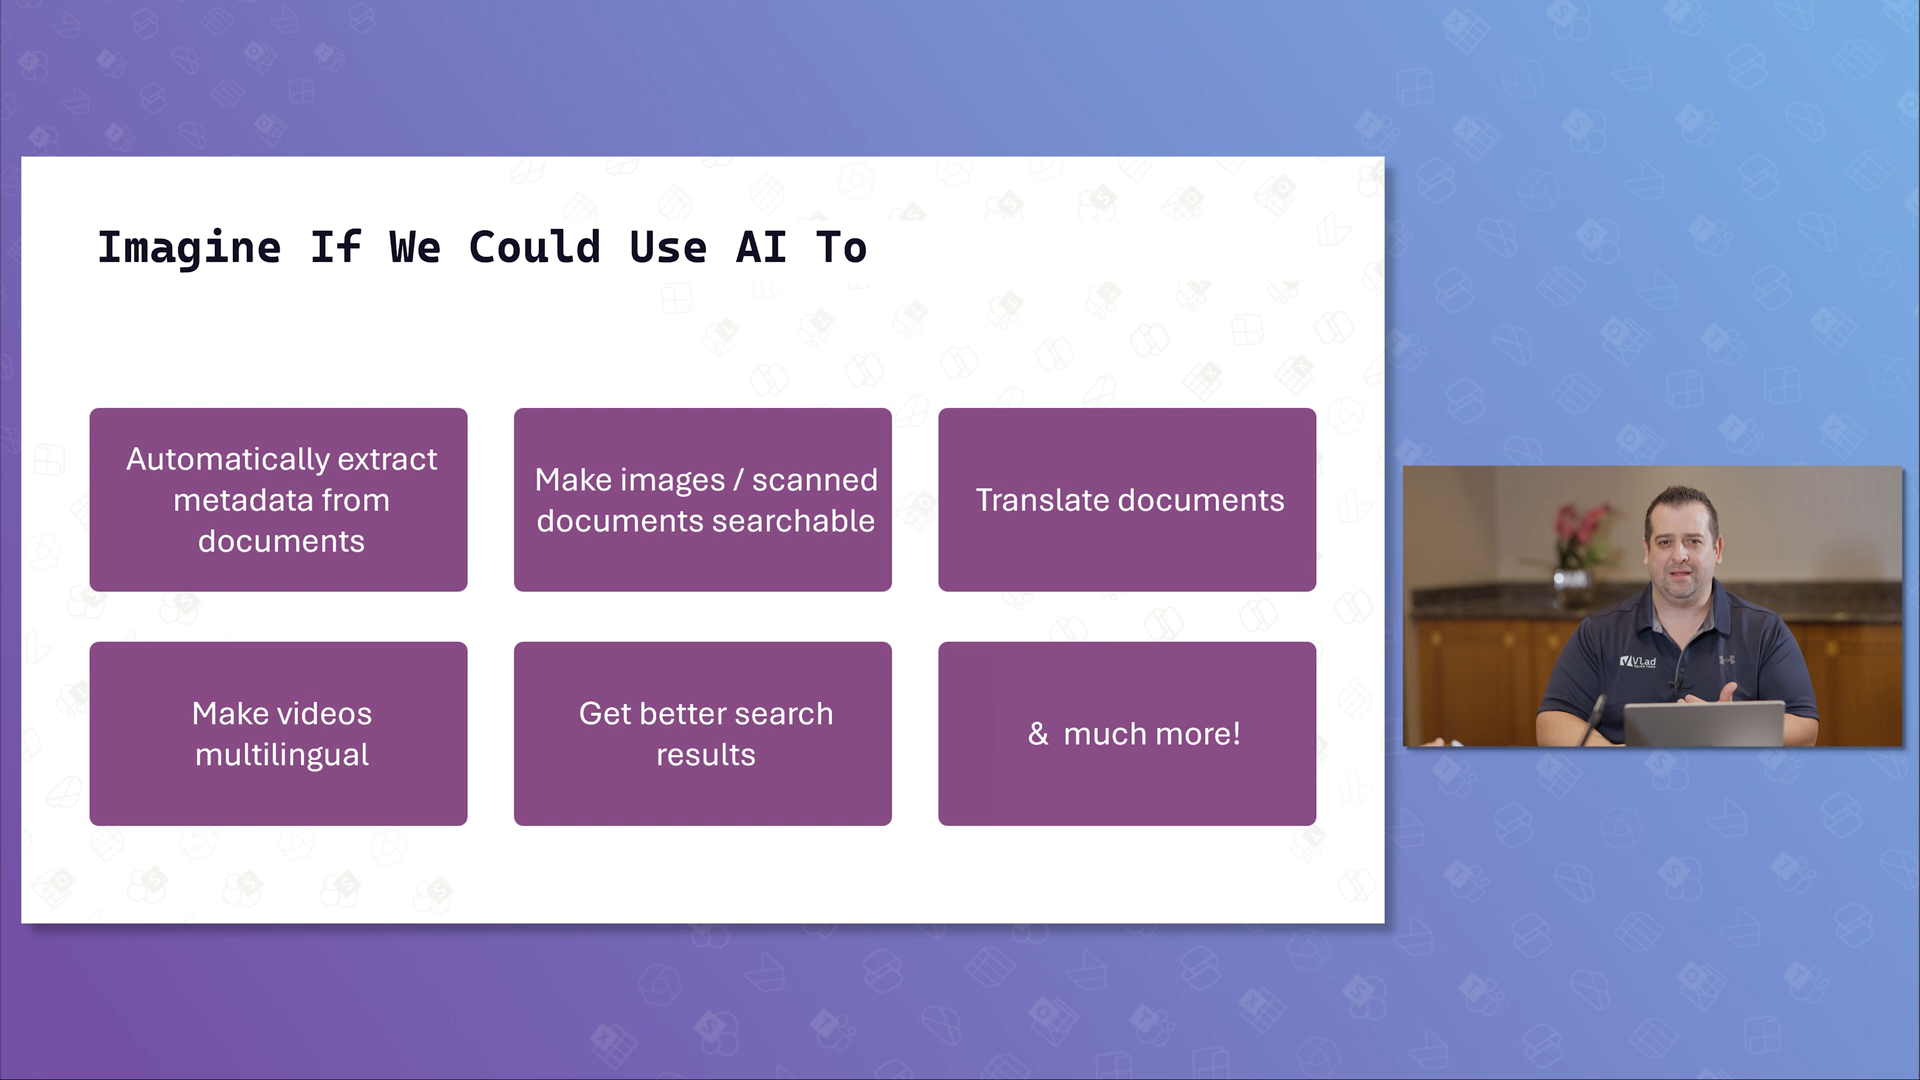 Imagine If We Could Use AI To
Automatically extract
metadata from
documents
Make images / scanned
documents searchable
Translate documents
Make videos
multilingual
Get better search
results
& much more!
Vlad